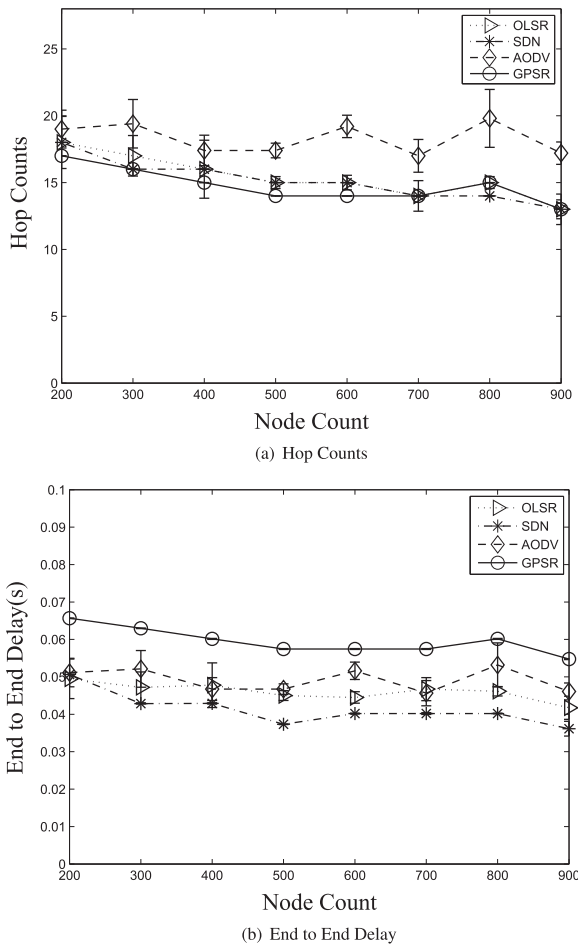 OLSR
SDN
AODV
GPSR
25
20
15
10
5
0
Hop Counts
200 300 400 500 600 700 800 900
Node Count
(a) Hop Counts
0.1
0.09
0.08
0.07
0.06
0.05
0.04
0.03
0.02
0.01
0
OLSR
SDN
AODV
GPSR
End to End Delay(s)
200 300 400 500 600 700 800 900
Node Count
(b) End to End Delay